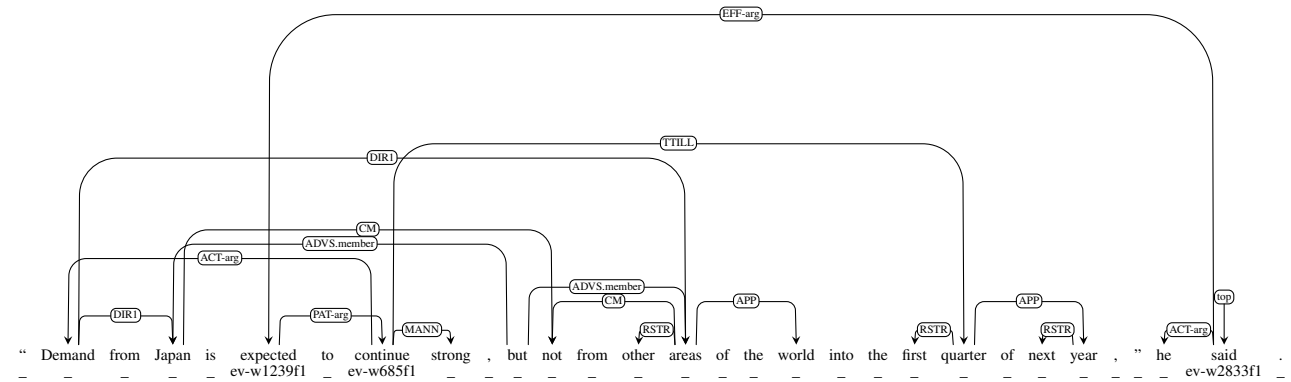 EFF-arg
TTILL
DIR1
CM
ADVS.member
ACT-arg
ADVS.member
DIR1 PAT-arg MANN CM RSTR APP RSTR APP RSTR ACT-arg top
“ Demand from Japan is expected to continue strong , but not from other areas of the world into the first quarter of next year , ” he said .
_ _ _ _ _ ev-w1239f1 _ ev-w685f1 _ _ _ _ _ _ _ _ _ _ _ _ _ _ _ _ _ _ _ _ _ ev-w2833f1 _